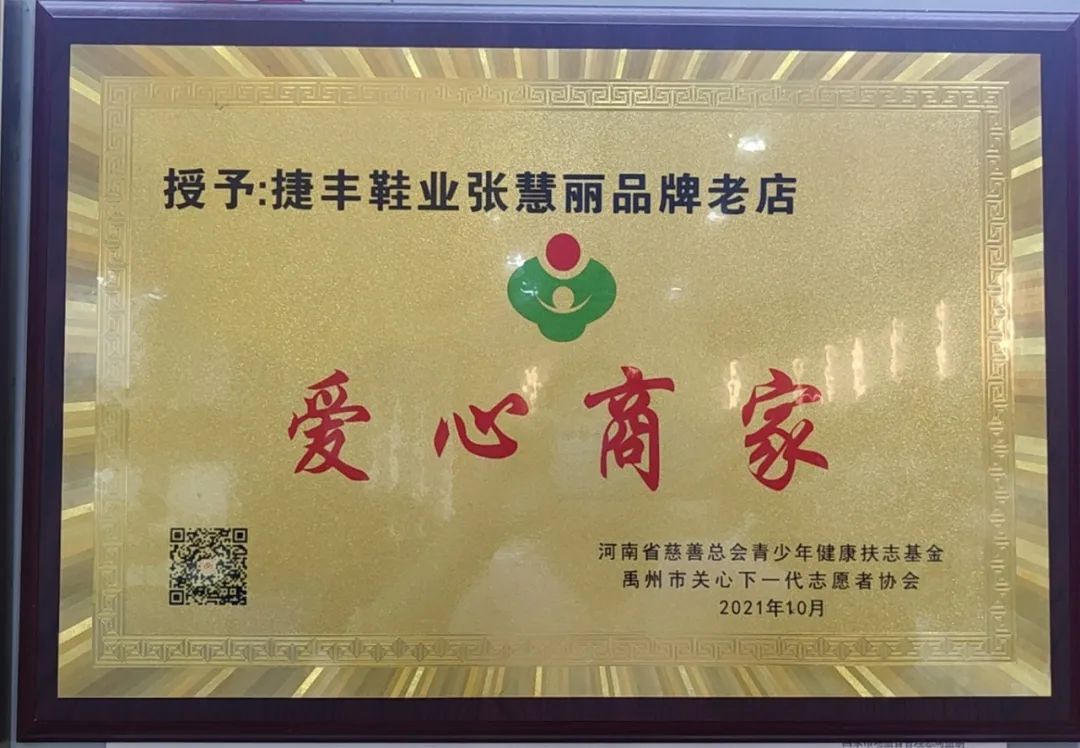 授予:捷丰鞋业张慧丽品牌老店
爱心商家
河南省慈善总会青少年健康扶志基金
禹州市关心下一代志愿者协会
2021年10月